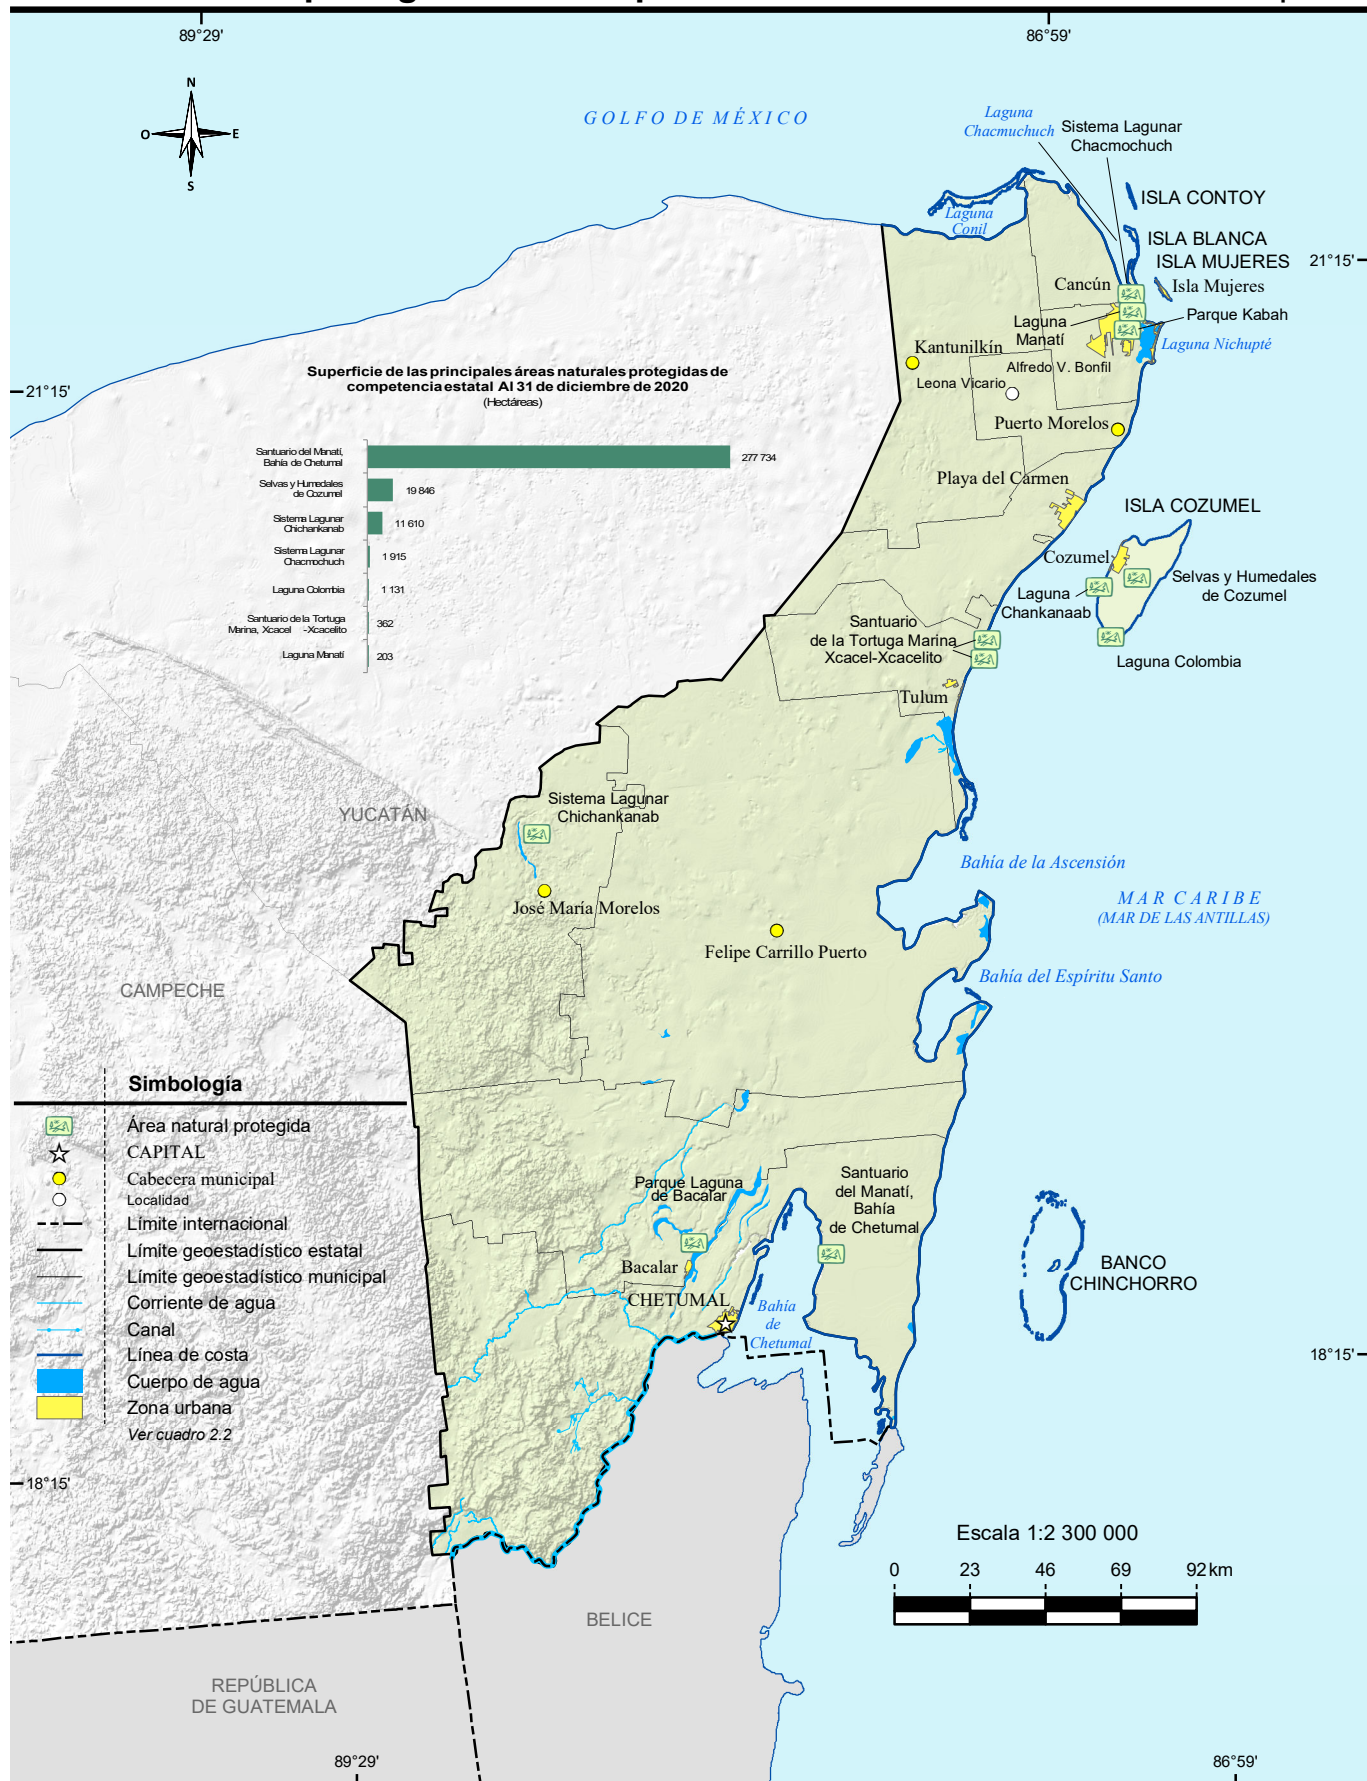 89°29'
86°59'
N
O
E
S
GOLFO DE MÉXICO
Laguna
Chacmuchuch
Sistema Lagunar
Chacmochuch
ISLA CONTOY
Laguna
Conil
ISLA BLANCA
ISLA MUJERES
21°15'
Cancún
Isla Mujeres
Laguna
Manatí
Parque Kabah
Laguna Nichupté
Kantunilkín
Alfredo V. Bonfil
Leona Vicario
Puerto Morelos
21°15'
Superficie de las principales áreas naturales protegidas de
competencia estatal Al 31 de diciembre de 2020
(Hectáreas)
Santuario del Manatí,
Bahía de Chetumal
277 734
Selvas y Humedales
de Cozumel
19 846
Sistema Lagunar
Chichankanab
11 610
Sistema Lagunar
Chacmochuch
1 915
Laguna Colombia
1 131
Santuario de la Tortuga
Marina, Xcacel -Xcacelito
362
Laguna Manatí
203
Playa del Carmen
ISLA COZUMEL
Cozumel
Selvas y Humedales
de Cozumel
Laguna
Chankanaab
Laguna Colombia
Santuario
de la Tortuga Marina
Xcacel-Xcacelito
Tulum
YUCATÁN
Sistema Lagunar
Chichankanab
José María Morelos
Felipe Carrillo Puerto
Bahía de la Ascensión
MAR CARIBE
(MAR DE LAS ANTILLAS)
Bahía del Espíritu Santo
CAMPECHE
Simbología
Área natural protegida
CAPITAL
Cabecera municipal
Localidad
Límite internacional
Límite geoestadístico estatal
Límite geoestadístico municipal
Corriente de agua
Canal
Línea de costa
Cuerpo de agua
Zona urbana
Ver cuadro 2.2
Parque Laguna
de Bacalar
Santuario
del Manatí,
Bahía
de Chetumal
Bacalar
CHETUMAL
Bahía
de
Chetumal
BANCO
CHINCHORRO
18°15'
18°15'
Escala 1:2 300 000
0 23 46 69 92 km
BELICE
REPÚBLICA
DE GUATEMALA
89°29'
86°59'